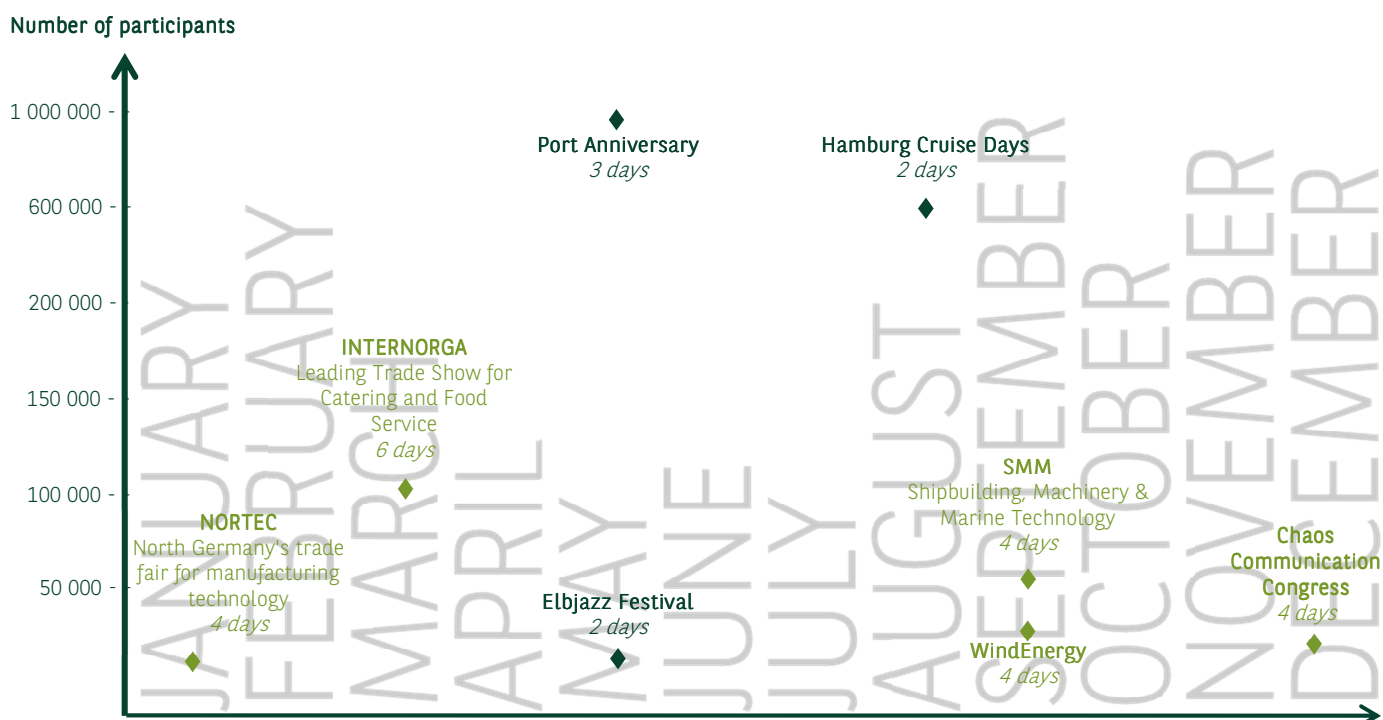 Number of participants
1 000 000 -
600 000 -
200 000 -
150 000 -
100 000 -
50 000 -
Port Anniversary
3 days
Hamburg Cruise Days
2 days
INTERNORGA
Leading Trade Show for
Catering and Food
Service
6 days
NORTEC
North Germany's trade
fair for manufacturing
technology
4 days
Elbjazz Festival
2 days
SMM
Shipbuilding, Machinery &
Marine Technology
4 days
WindEnergy
4 days
Chaos
Communication
Congress
4 days
JANUARY
FEBRUARY
MARCH
APRIL
MAY
JUNE
JULY
AUGUST
SEPTEMBER
OCTOBER
NOVEMBER
DECEMBER